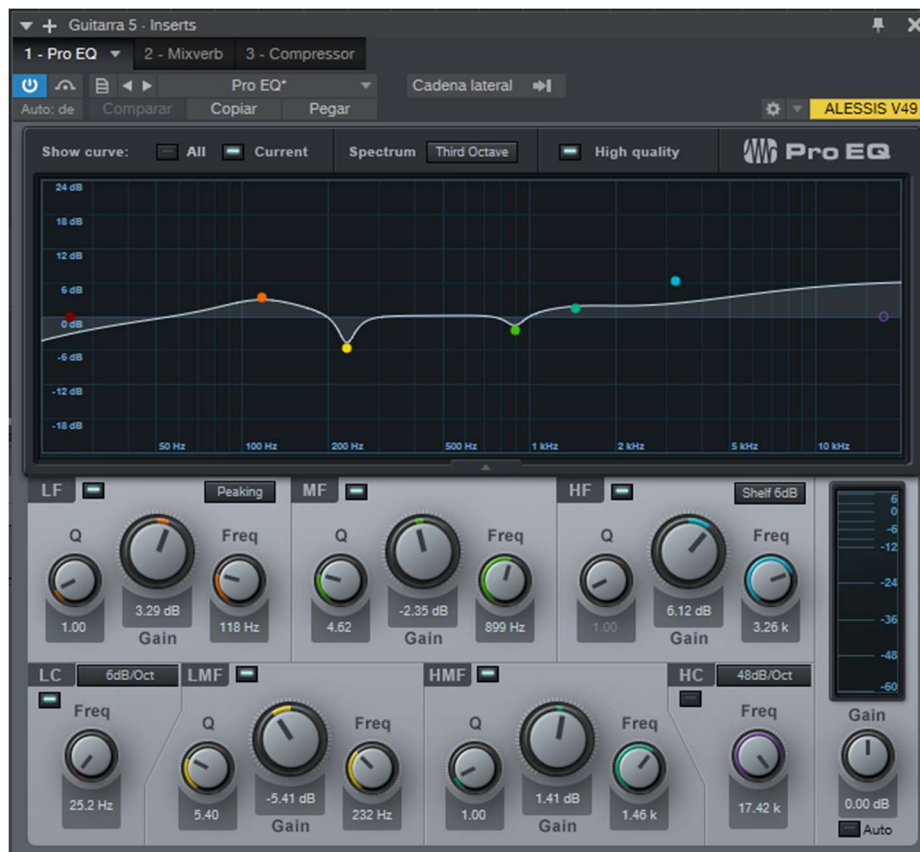 Guitarra 5 - Inserts
1 - Pro EQ 2 - Mixverb 3 - Compressor
Pro EQ* Cadena lateral
Auto: de Comparar Copiar Pegar ALESSIS V49
Show curve: All Current Spectrum Third Octave High quality Pro EQ
24 dB
18 dB
12 dB
6 dB
0 dB
-6 dB
-12 dB
-18 dB
50 Hz 100 Hz 200 Hz 500 Hz 1 kHz 2 kHz 5 kHz 10 kHz
LF Peaking MF HF Shelf 6dB
Q Freq Q Freq Q Freq
3.29 dB -2.35 dB 6.12 dB
1.00 Gain 118 Hz 4.62 Gain 899 Hz 1.00 Gain 3.26 k
6
0
-6
-12
-24
-36
-48
-60
LC 6dB/Oct LMF HMF HC 48dB/Oct
Freq Q Freq Q Freq Freq Gain
25.2 Hz 5.40 -5.41 dB 232 Hz 1.00 1.41 dB 1.46 k 17.42 k 0.00 dB
Gain Gain Auto